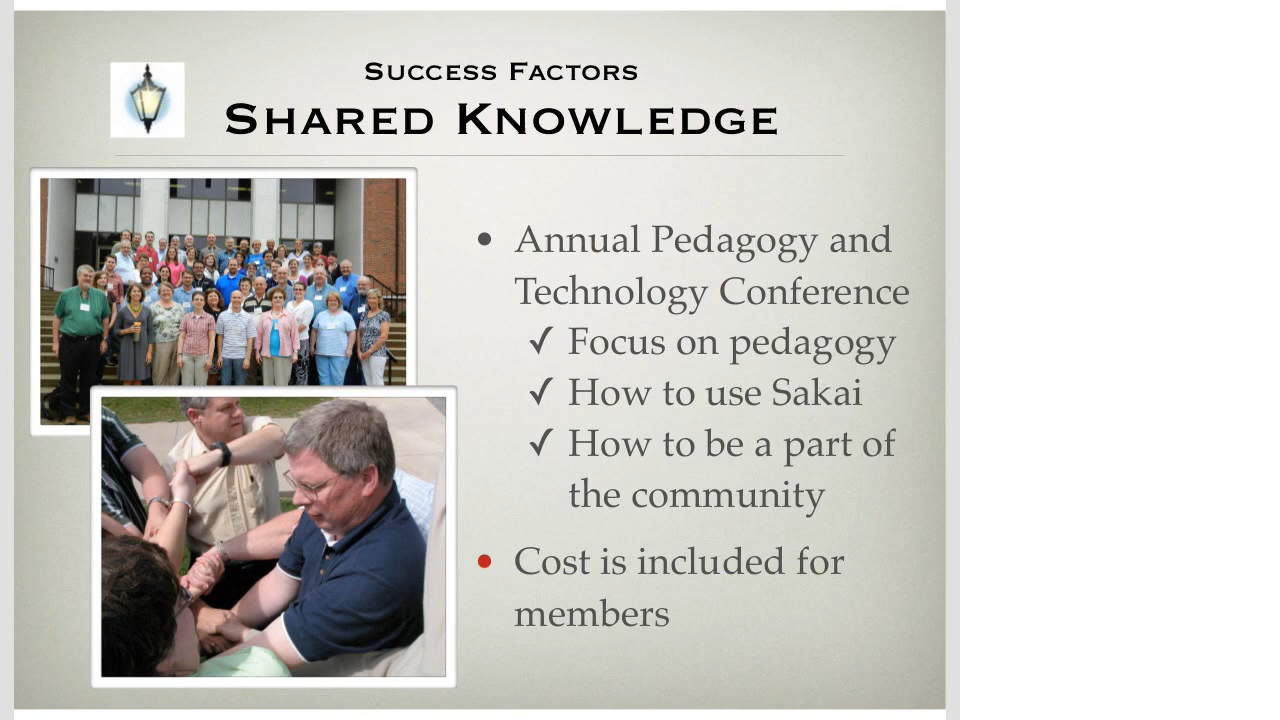 Success Factors
Shared Knowledge
• Annual Pedagogy and
Technology Conference
✓ Focus on pedagogy
✓ How to use Sakai
✓ How to be a part of
the community
• Cost is included for
members